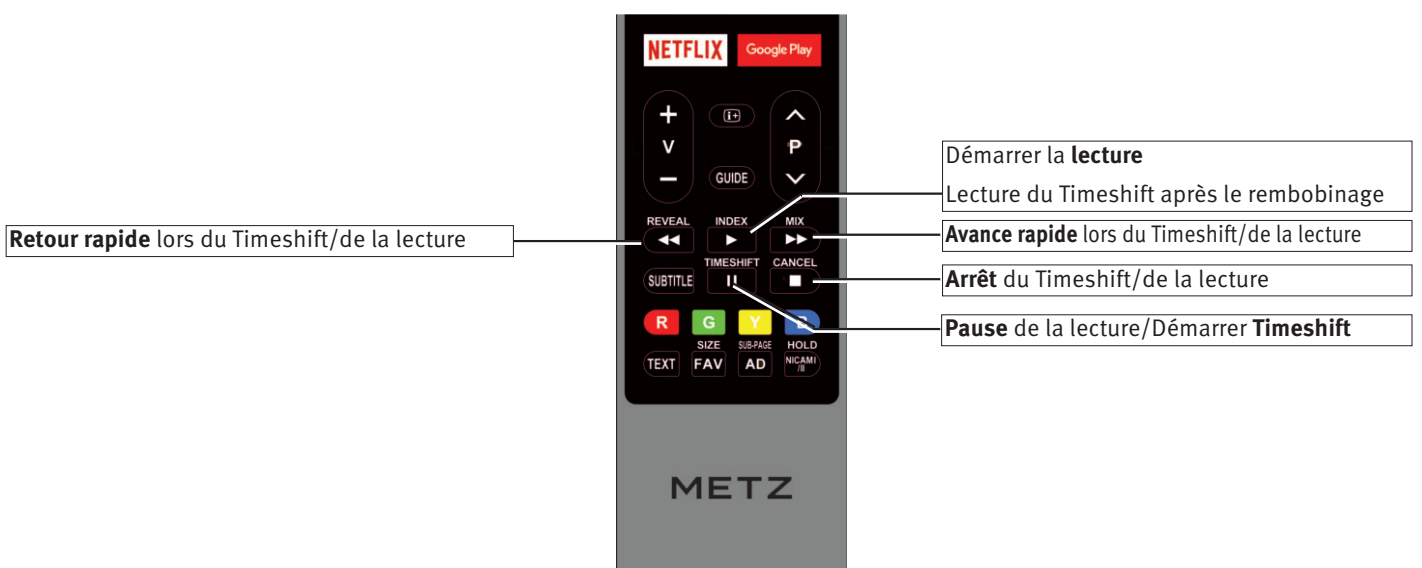 NETFLIX Google Play
+ i+
V P
− GUIDE
Démarrer la lecture
Lecture du Timeshift après le rembobinage
REVEAL INDEX MIX
Retour rapide lors du Timeshift/de la lecture
Avance rapide lors du Timeshift/de la lecture
TIMESHIFT CANCEL
SUBTITLE
Arrêt du Timeshift/de la lecture
R G Y B
Pause de la lecture/Démarrer Timeshift
SIZE SUB-PAGE HOLD
TEXT FAV AD NICAMI
/II
METZ